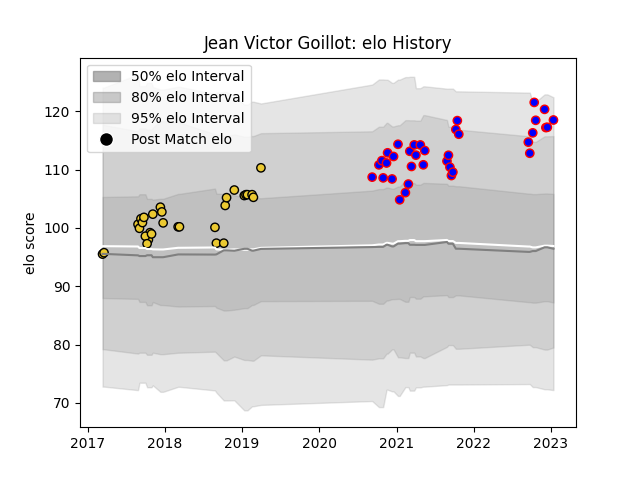 Jean Victor Goillot: elo History
50% elo Interval
80% elo Interval
95% elo Interval
Post Match elo
elo score
120
110
100
90
80
70
2017
2018
2019
2020
2021
2022
2023